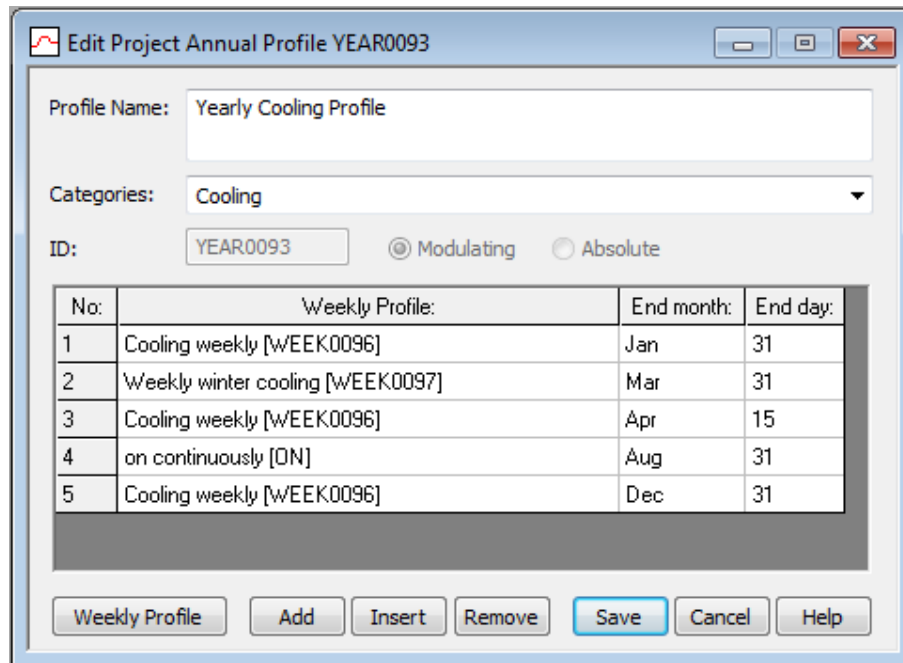 Edit Project Annual Profile YEAR0093
Profile Name: Yearly Cooling Profile
Categories: Cooling
ID: YEAR0093 Modulating Absolute
No: Weekly Profile: End month: End day:
1 Cooling weekly [WEEK0096] Jan 31
2 Weekly winter cooling [WEEK0097] Mar 31
3 Cooling weekly [WEEK0096] Apr 15
4 on continuously [ON] Aug 31
5 Cooling weekly [WEEK0096] Dec 31
Weekly Profile Add Insert Remove Save Cancel Help